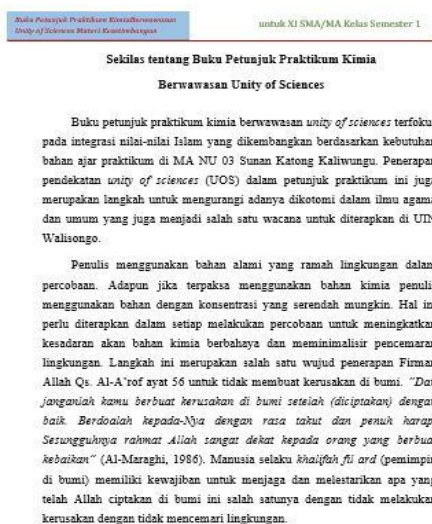 Buku Petunjuk Praktikum KimiaBerwawasan
Unity of Sciences Materi Kesetimbangan
untuk XI SMA/MA Kelas Semester 1
Sekilas tentang Buku Petunjuk Praktikum Kimia
Berwawasan Unity of Sciences
Buku petunjuk praktikum kimia berwawasan unity of sciences terfoku
pada integrasi nilai-nilai Islam yang dikembangkan berdasarkan kebutuhan
bahan ajar praktikum di MA NU 03 Sunan Katong Kaliwungu. Penerapan
pendekatan unity of sciences (UOS) dalam petunjuk praktikum ini juga
merupakan langkah untuk mengurangi adanya dikotomi dalam ilmu agama
dan umum yang juga menjadi salah satu wacana untuk diterapkan di UIN
Walisongo.
Penulis menggunakan bahan alami yang ramah lingkungan dalam
percobaan. Adapun jika terpaksa menggunakan bahan kimia penuli
menggunakan bahan dengan konsentrasi yang serendah mungkin. Hal in
perlu diterapkan dalam setiap melakukan percobaan untuk meningkatkan
kesadaran akan bahan kimia berbahaya dan meminimalisir pencemaran
lingkungan. Langkah ini merupakan salah satu wujud penerapan Firman
Allah Qs. Al-A'rof ayat 56 untuk tidak membuat kerusakan di bumi. "Dan
janganlah kamu berbuat kerusakan di bumi setelah (diciptakan) dengan
baik. Berdoalah kepada-Nya dengan rasa takut dan penuh harap
Sesungguhnya rahmat Allah sangat dekat kepada orang yang berbua
kebaikan" (Al-Maraghi, 1986). Manusia selaku khalifah fil ard (pemimpin
di bumi) memiliki kewajiban untuk menjaga dan melestarikan apa yang
telah Allah ciptakan di bumi ini salah satunya dengan tidak melakukan
kerusakan dengan tidak mencemari lingkungan.